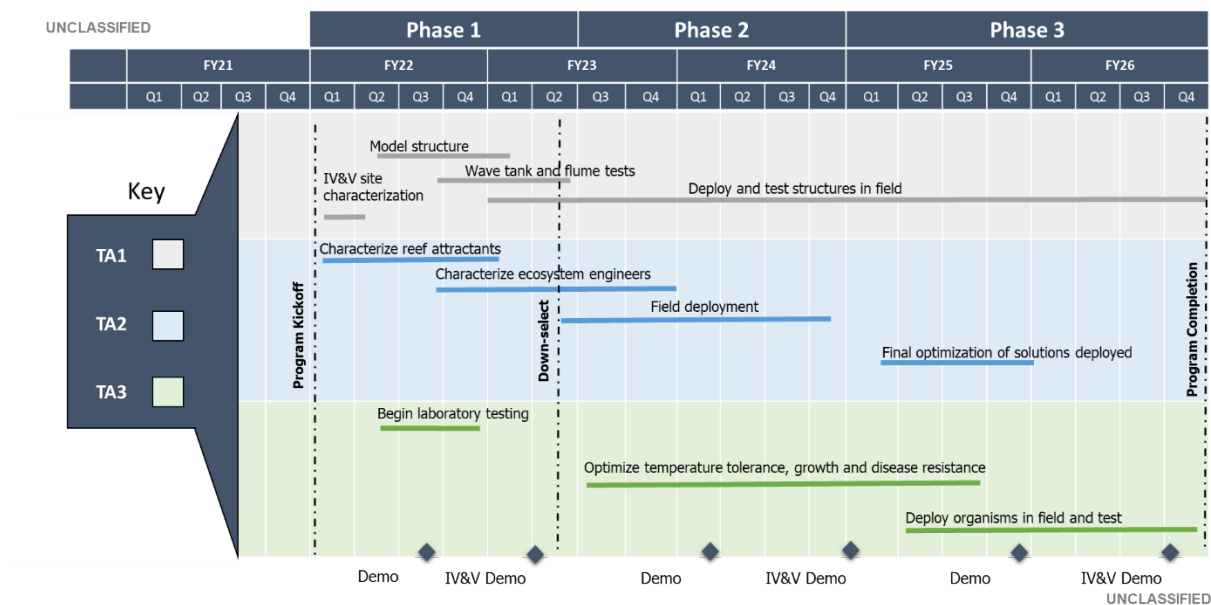 UNCLASSIFIED
Phase 1 Phase 2 Phase 3
FY21 FY22 FY23 FY24 FY25 FY26
Q1 Q2 Q3 Q4 Q1 Q2 Q3 Q4 Q1 Q2 Q3 Q4 Q1 Q2 Q3 Q4 Q1 Q2 Q3 Q4 Q1 Q2 Q3 Q4
Model structure
Wave tank and flume tests
IV&V site
characterization
Deploy and test structures in field
Key
TA1
TA2
TA3
Characterize reef attractants
Characterize ecosystem engineers
Field deployment
Final optimization of solutions deployed
Program Kickoff
Down-select
Program Completion
Begin laboratory testing
Optimize temperature tolerance, growth and disease resistance
Deploy organisms in field and test
Demo IV&V Demo Demo IV&V Demo Demo IV&V Demo
UNCLASSIFIED